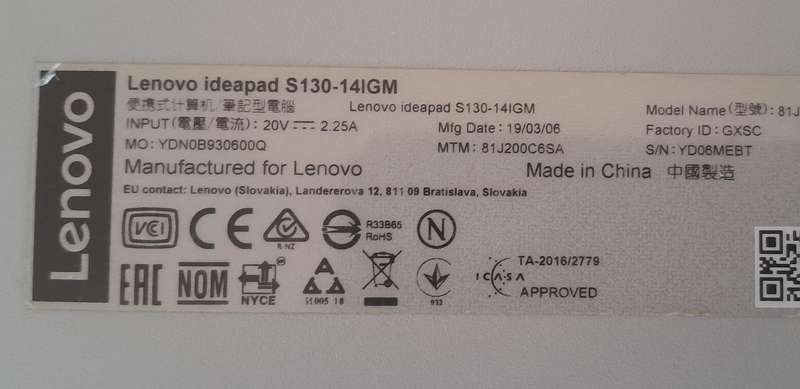 Lenovo
Lenovo ideapad S130-14IGM
便携式计算机/筆記型電腦 Lenovo ideapad S130-14IGM Model Name(型號): 81J
INPUT(電壓/電流): 20V⎓ 2.25A Mfg Date : 19/03/06 Factory ID : GXSC
MO: YDN0B930600Q MTM : 81J200C6SA S/N: YD06MEBT
Manufactured for Lenovo Made in China 中國製造
EU contact: Lenovo (Slovakia), Landererova 12, 811 09 Bratislava, Slovakia
VCI CE R-NZ R33B65 RoHS N
EAC NOM NYCE 932 ICASA TA-2016/2779
APPROVED